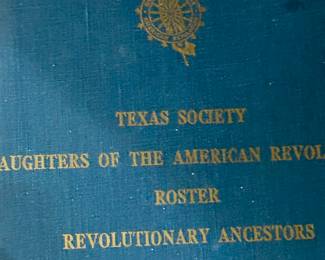 TEXAS SOCIETY
AUGHTERS OF THE AMERICAN REVOL
ROSTER
REVOLUTIONARY ANCESTORS